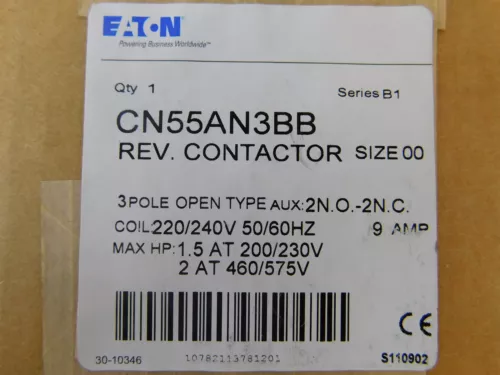 EATON
Powering Business Worldwide™
Qty 1 Series B1
CN55AN3BB
REV. CONTACTOR SIZE 00
3 POLE OPEN TYPE AUX: 2N.O.-2N.C.
COIL: 220/240V 50/60HZ 9 AMP
MAX HP: 1.5 AT 200/230V
2 AT 460/575V
CE
30-10346 10782113781201 S110902